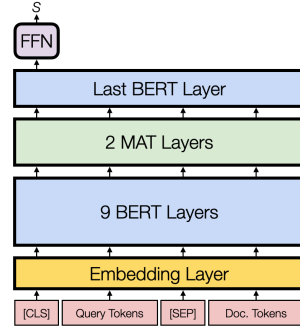 S
FFN
Last BERT Layer
2 MAT Layers
9 BERT Layers
Embedding Layer
[CLS] Query Tokens [SEP] Doc. Tokens